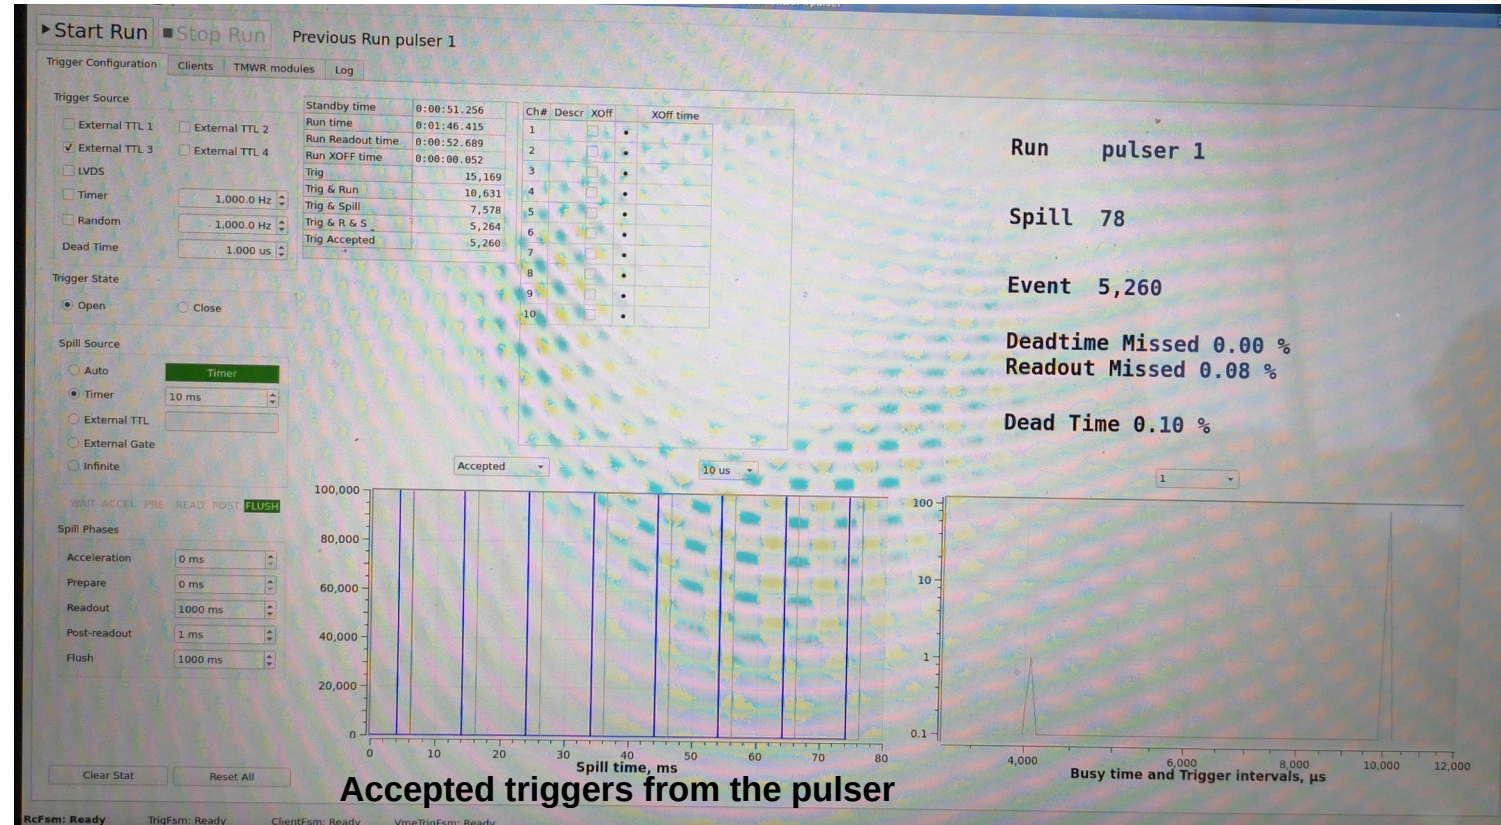 Start Run Stop Run Previous Run pulser 1
Trigger Configuration Clients TMWR modules Log
Trigger Source
External TTL 1 External TTL 2
External TTL 3 External TTL 4
LVDS
Timer 1,000.0 Hz
Random 1,000.0 Hz
Dead Time 1.000 us
Trigger State
Open Close
Spill Source
Auto Timer
Timer 10 ms
External TTL
External Gate
Infinite
WAIT ACCEL PRE READ POST FLUSH
Spill Phases
Acceleration 0 ms
Prepare 0 ms
Readout 1000 ms
Post-readout 1 ms
Flush 1000 ms
Clear Stat Reset All
Standby time 0:00:51.256
Run time 0:01:46.415
Run Readout time 0:00:52.689
Run XOFF time 0:00:00.052
Trig 15,169
Trig & Run 10,631
Trig & Spill 7,578
Trig & R & S 5,264
Trig Accepted 5,260
Ch# Descr XOff XOff time
1
2
3
4
5
6
7
8
9
10
Run pulser 1
Spill 78
Event 5,260
Deadtime Missed 0.00 %
Readout Missed 0.08 %
Dead Time 0.10 %
Accepted 10 us
100,000
80,000
60,000
40,000
20,000
0
0 10 20 30 40 50 60 70 80
Spill time, ms
1
100
10
1
0.1
4,000 6,000 8,000 10,000 12,000
Busy time and Trigger intervals, µs
Accepted triggers from the pulser
RcFsm: Ready TrigFsm: Ready ClientFsm: Ready VmeTrigFsm: Ready